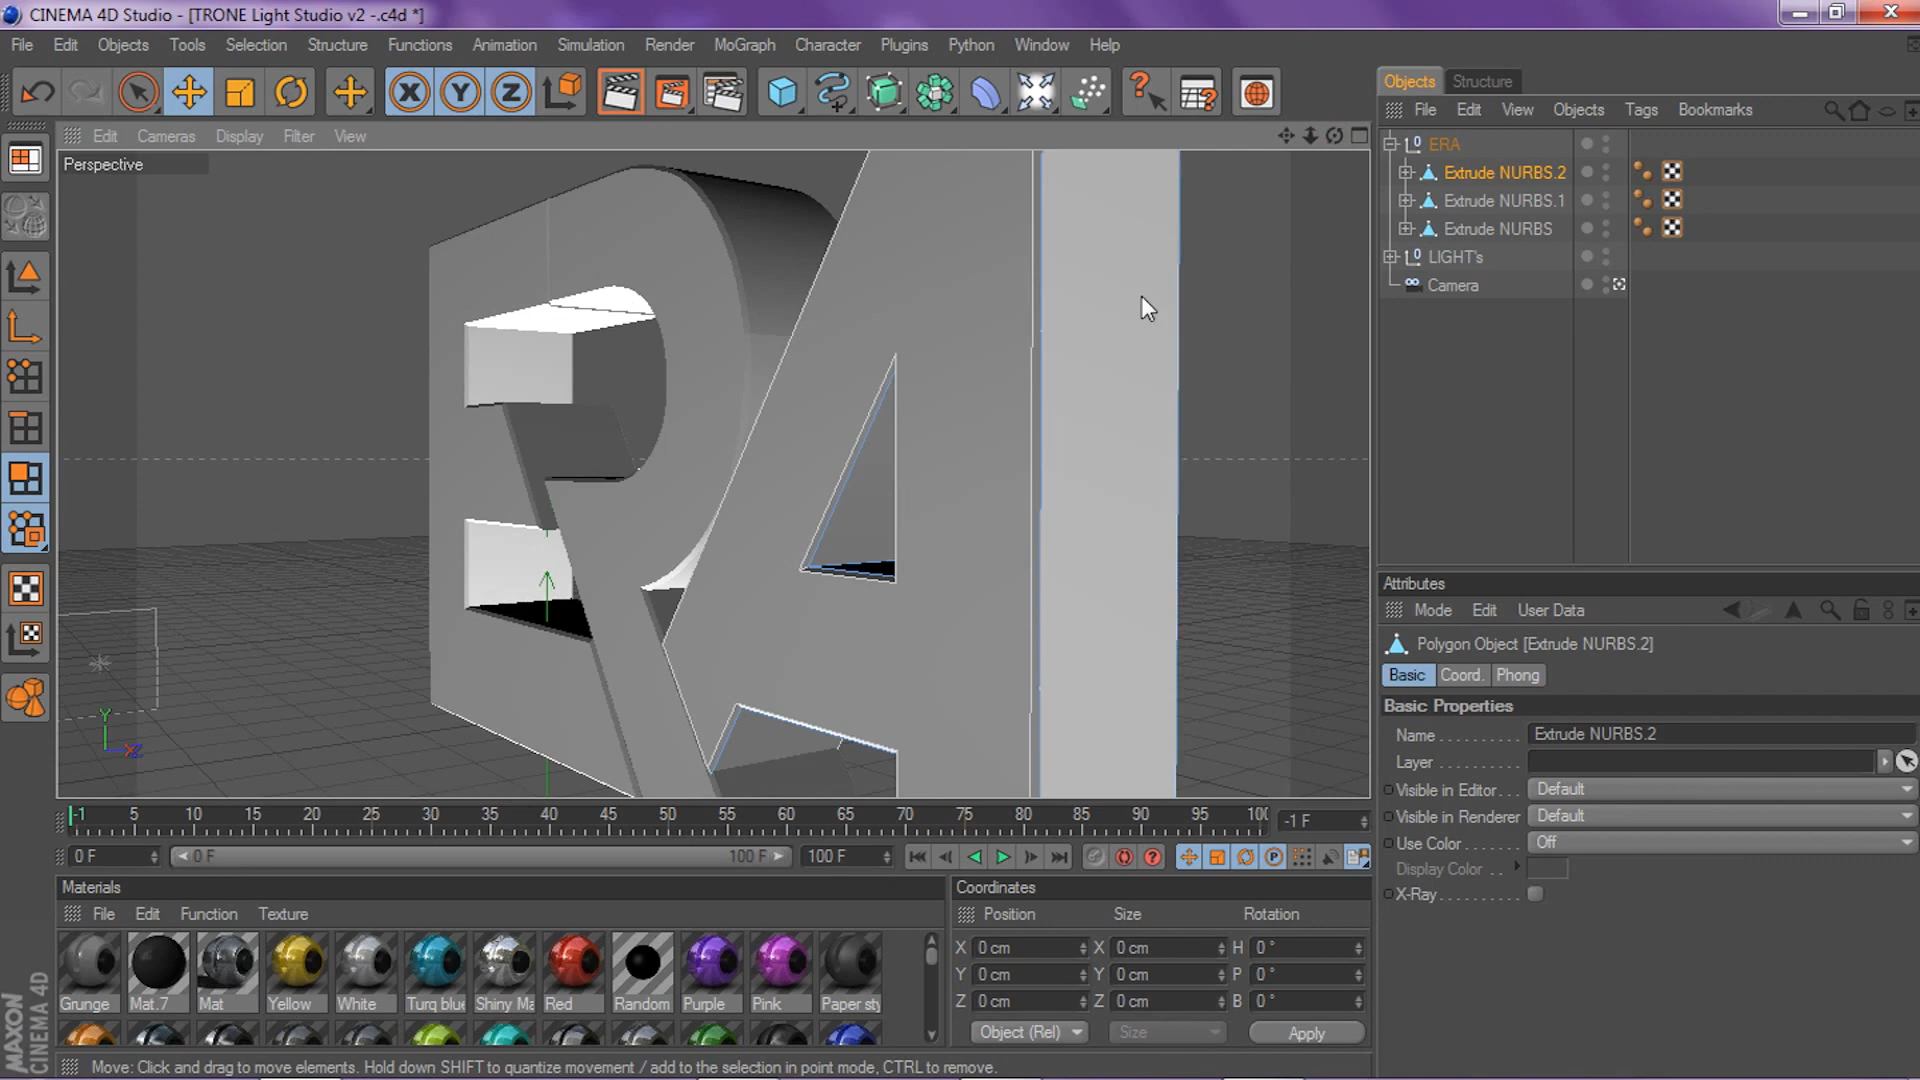 CINEMA 4D Studio - [TRONE Light Studio v2 -.c4d *]
File Edit Objects Tools Selection Structure Functions Animation Simulation Render MoGraph Character Plugins Python Window Help
X Y Z
Objects Structure
File Edit View Objects Tags Bookmarks
Edit Cameras Display Filter View
Perspective
ERA
Extrude NURBS.2
Extrude NURBS.1
Extrude NURBS
LIGHT's
Camera
ERA
Y
Attributes
Mode Edit User Data
Polygon Object [Extrude NURBS.2]
Basic Coord. Phong
Basic Properties
Name Extrude NURBS.2
Layer
Visible in Editor Default
Visible in Renderer Default
Use Color Off
Display Color
X-Ray
-1 5 10 15 20 25 30 35 40 45 50 55 60 65 70 75 80 85 90 95 100 -1 F
0 F 0 F 100 F 100 F
Materials
File Edit Function Texture
Grunge Mat.7 Mat Yellow White Turq blue Shiny Ma Red Random Purple Pink Paper sty
Coordinates
Position Size Rotation
X 0 cm X 0 cm H 0 °
Y 0 cm Y 0 cm P 0 °
Z 0 cm Z 0 cm B 0 °
Object (Rel) Size Apply
MAXON CINEMA 4D
Move: Click and drag to move elements. Hold down SHIFT to quantize movement / add to the selection in point mode, CTRL to remove.